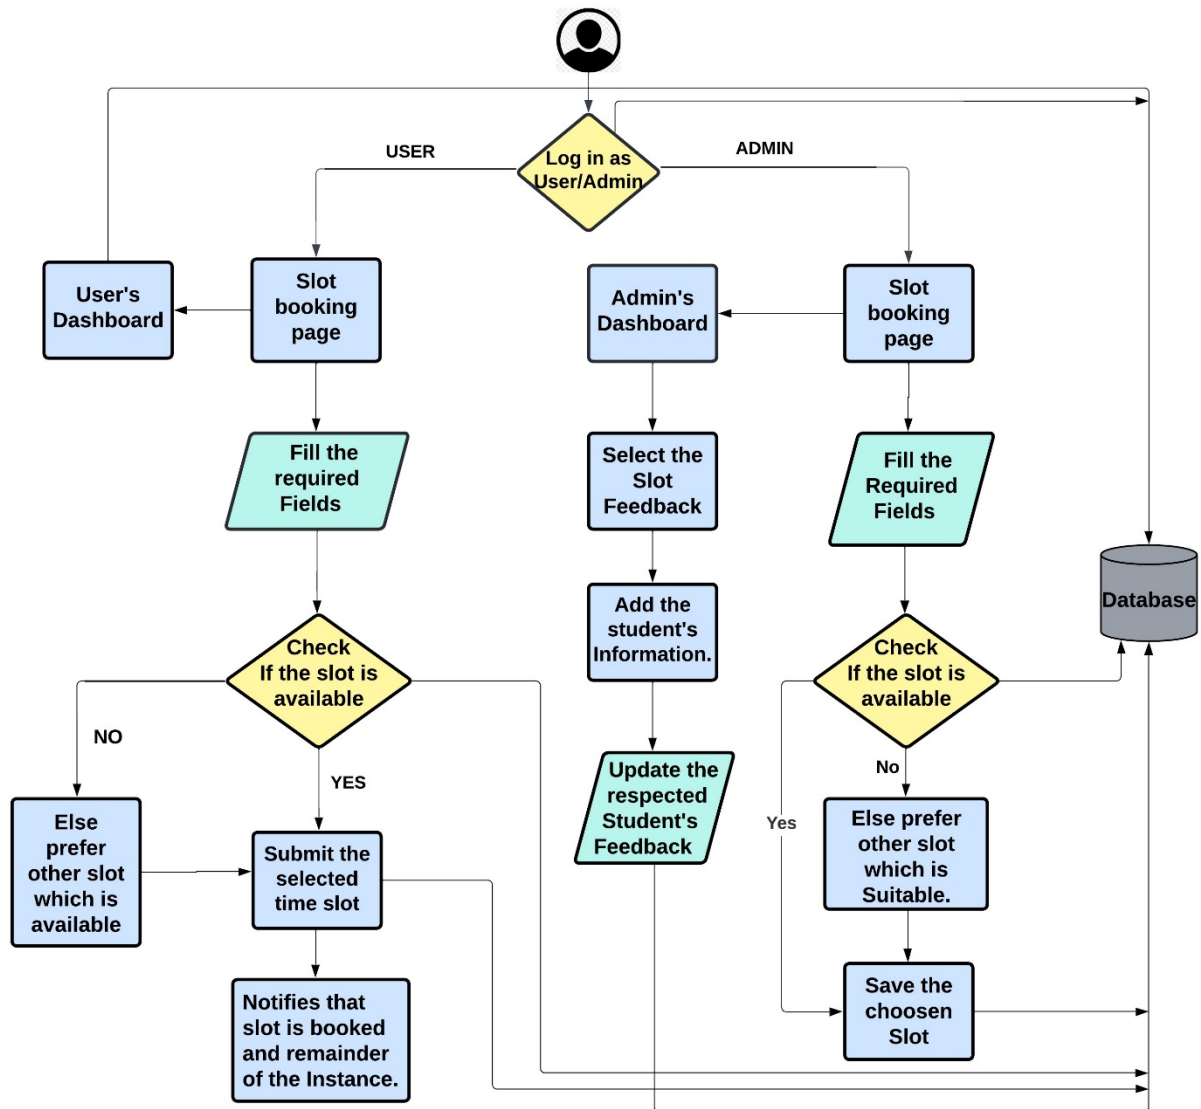 USER
ADMIN
Log in as
User/Admin
User's
Dashboard
Slot
booking
page
Admin's
Dashboard
Slot
booking
page
Fill the
required
Fields
Select the
Slot
Feedback
Fill the
Required
Fields
Database
Add the
student's
Information.
Check
If the slot is
available
Check
If the slot is
available
NO
YES
No
Yes
Update the
respected
Student's
Feedback
Else
prefer
other slot
which is
available
Submit the
selected
time slot
Else prefer
other slot
which is
Suitable.
Notifies that
slot is booked
and remainder
of the Instance.
Save the
choosen
Slot